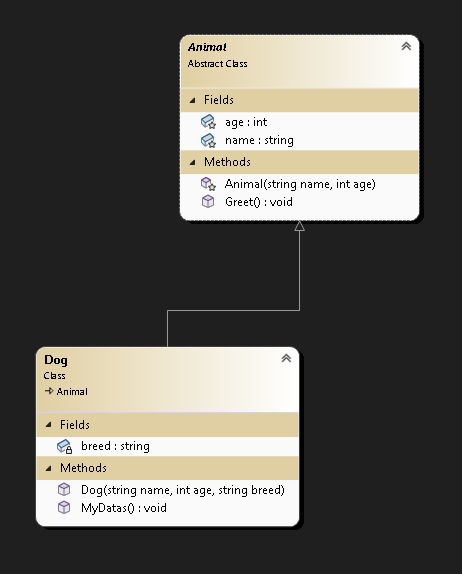 Animal
Abstract Class
Fields
age : int
name : string
Methods
Animal(string name, int age)
Greet() : void
Dog
Class
Animal
Fields
breed : string
Methods
Dog(string name, int age, string breed)
MyDatas() : void